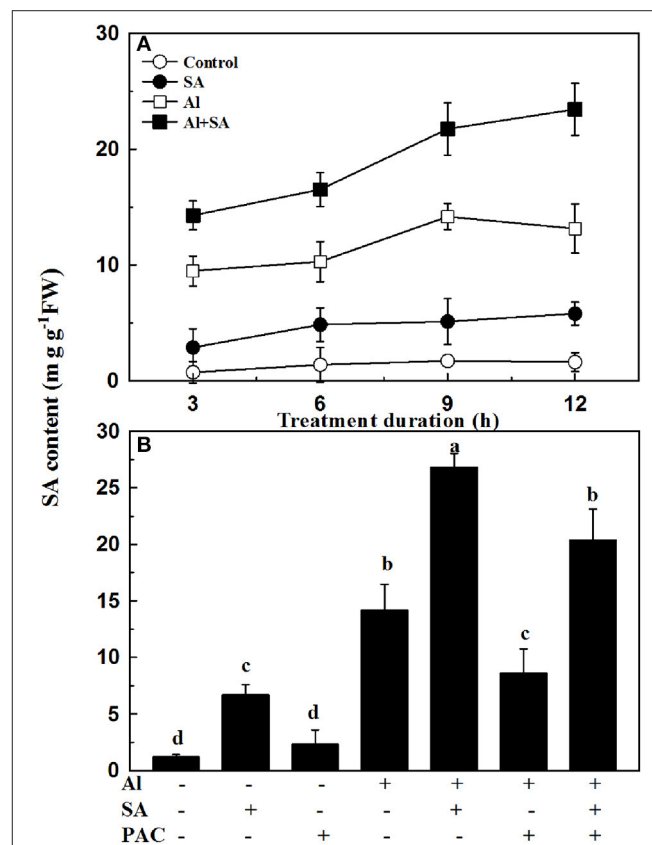 30
A
Control
SA
Al
Al+SA
20
10
0
3 6 9 12
Treatment duration (h)
SA content (m g g-1FW)
30
B
25
20
15
10
5
0
d c d b a c b
Al - - - + + + +
SA - + - - + - +
PAC - - + - - + +